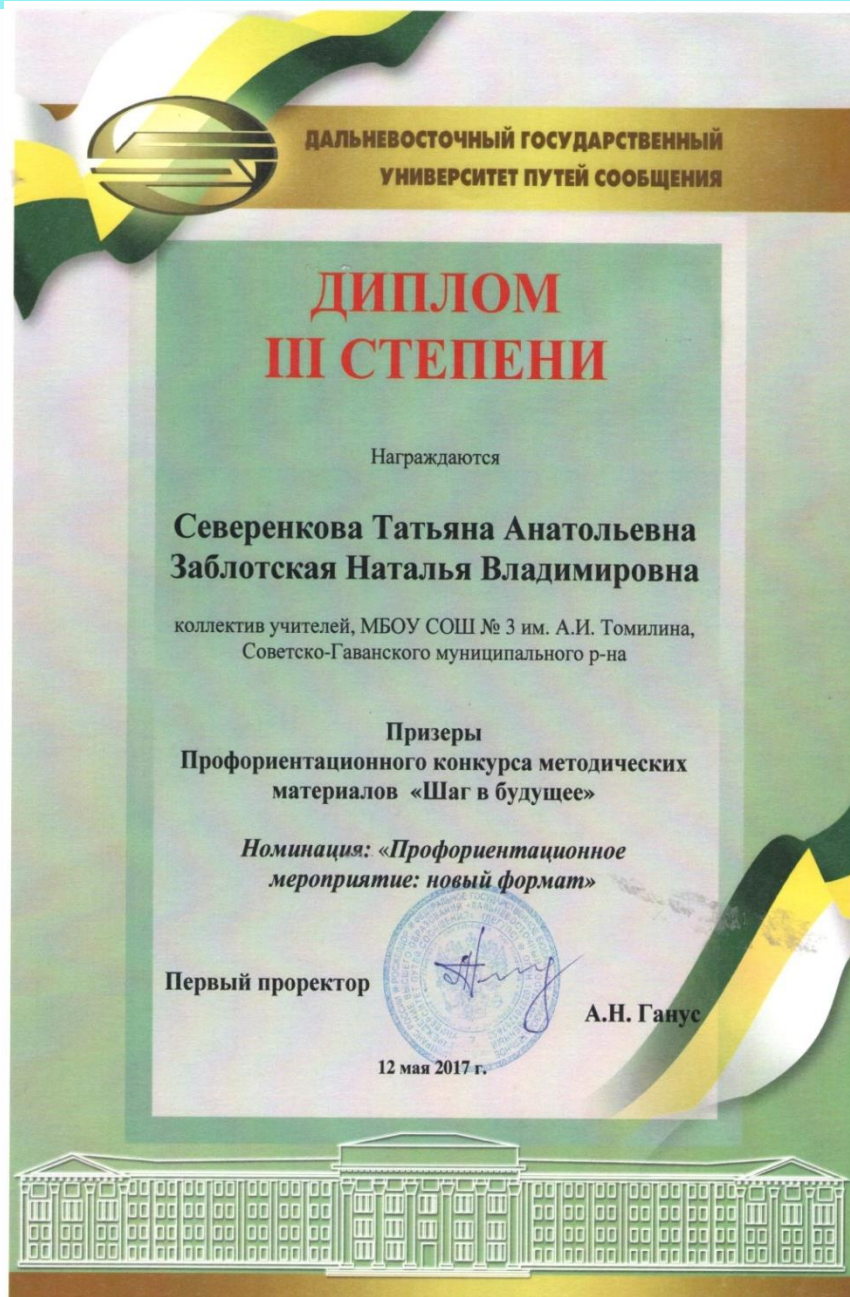 ДАЛЬНЕВОСТОЧНЫЙ ГОСУДАРСТВЕННЫЙ
УНИВЕРСИТЕТ ПУТЕЙ СООБЩЕНИЯ
ДИПЛОМ
III СТЕПЕНИ
Награждаются
Северенкова Татьяна Анатольевна
Заблотская Наталья Владимировна
коллектив учителей, МБОУ СОШ № 3 им. А.И. Томилина,
Советско-Гаванского муниципального р-на
Призеры
Профориентационного конкурса методических
материалов «Шаг в будущее»
Номинация: «Профориентационное
мероприятие: новый формат»
Первый проректор
А.Н. Ганус
12 мая 2017 г.